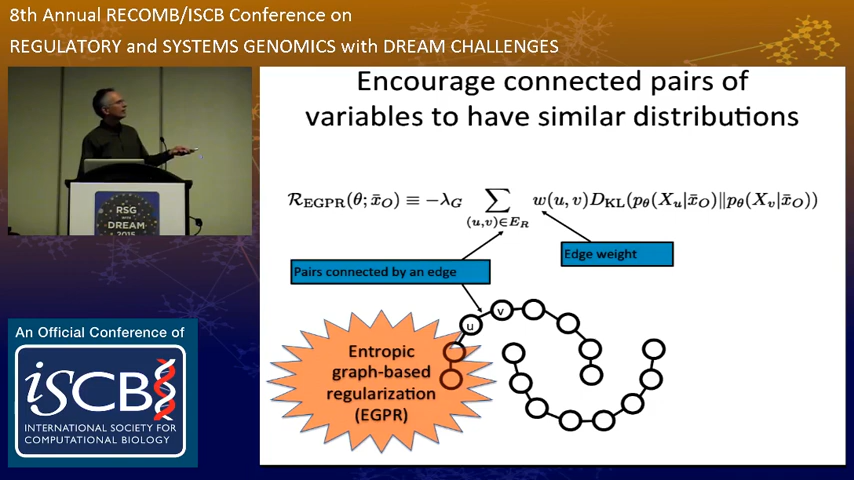 8th Annual RECOMB/ISCB Conference on
REGULATORY and SYSTEMS GENOMICS with DREAM CHALLENGES
Encourage connected pairs of
variables to have similar distributions
RSG
WITH
DREAM
2015
R_EGPR(θ; x̄_O) ≡ −λ_G ∑_{(u,v)∈E_R} w(u, v)D_KL(p_θ(X_u|x̄_O)‖p_θ(X_v|x̄_O))
Edge weight
Pairs connected by an edge
v
u
Entropic
graph-based
regularization
(EGPR)
An Official Conference of
iSCB
INTERNATIONAL SOCIETY FOR
COMPUTATIONAL BIOLOGY